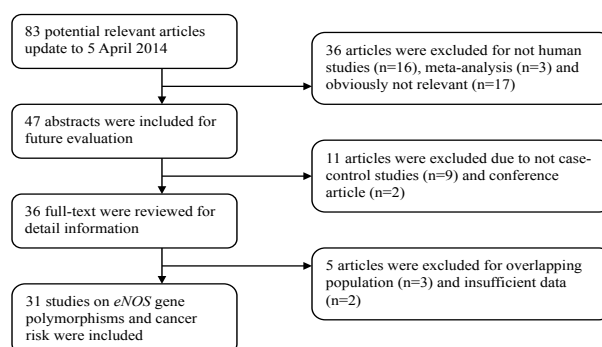 83 potential relevant articles
update to 5 April 2014
36 articles were excluded for not human
studies (n=16), meta-analysis (n=3) and
obviously not relevant (n=17)
47 abstracts were included for
future evaluation
11 articles were excluded due to not case-
control studies (n=9) and conference
article (n=2)
36 full-text were reviewed for
detail information
5 articles were excluded for overlapping
population (n=3) and insufficient data
(n=2)
31 studies on eNOS gene
polymorphisms and cancer
risk were included